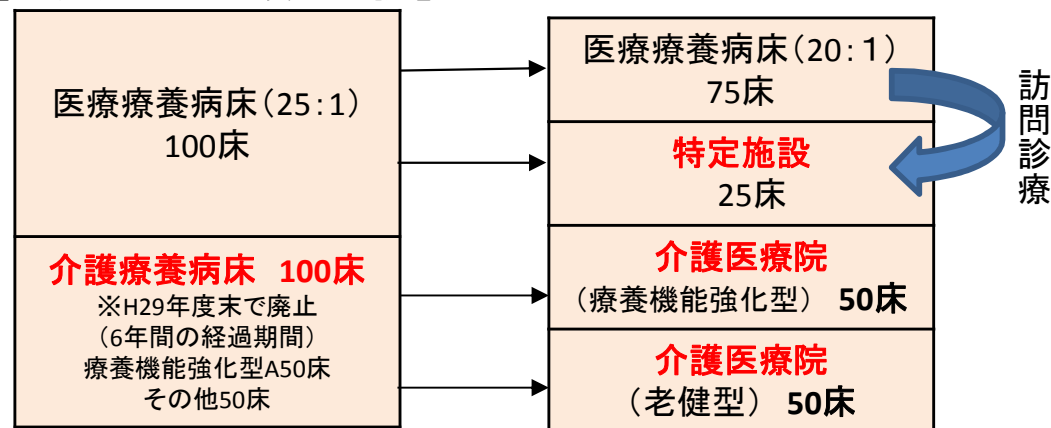 医療療養病床(25:1)
100床
介護療養病床 100床
※H29年度末で廃止
(6年間の経過期間)
療養機能強化型A50床
その他50床
医療療養病床(20:1)
75床
特定施設
25床
介護医療院
(療養機能強化型) 50床
介護医療院
(老健型) 50床
訪問診療